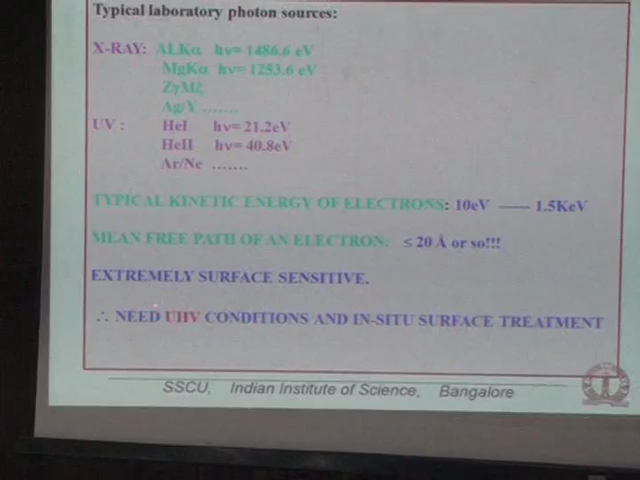 Typical laboratory photon sources:
X-RAY: ALKα hν= 1486.6 eV
MgKα hν= 1253.6 eV
ZγMξ
Ag/Y .......
UV : HeI hν= 21.2eV
HeII hν= 40.8eV
Ar/Ne .......
TYPICAL KINETIC ENERGY OF ELECTRONS: 10eV —— 1.5KeV
MEAN FREE PATH OF AN ELECTRON: ≤ 20 Å or so!!!
EXTREMELY SURFACE SENSITIVE.
∴ NEED UHV CONDITIONS AND IN-SITU SURFACE TREATMENT
SSCU, Indian Institute of Science, Bangalore